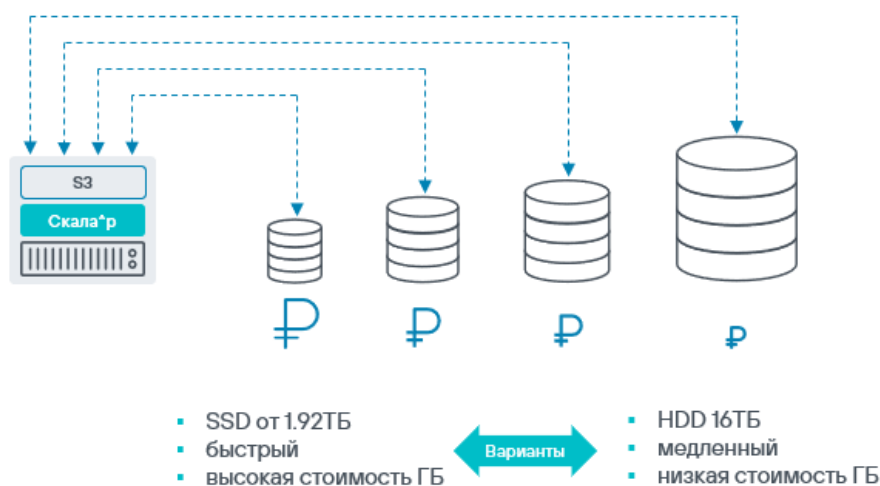 S3
Скала^р
₽ ₽ ₽ ₽
SSD от 1.92ТБ
быстрый
высокая стоимость ГБ
Варианты
HDD 16ТБ
медленный
низкая стоимость ГБ